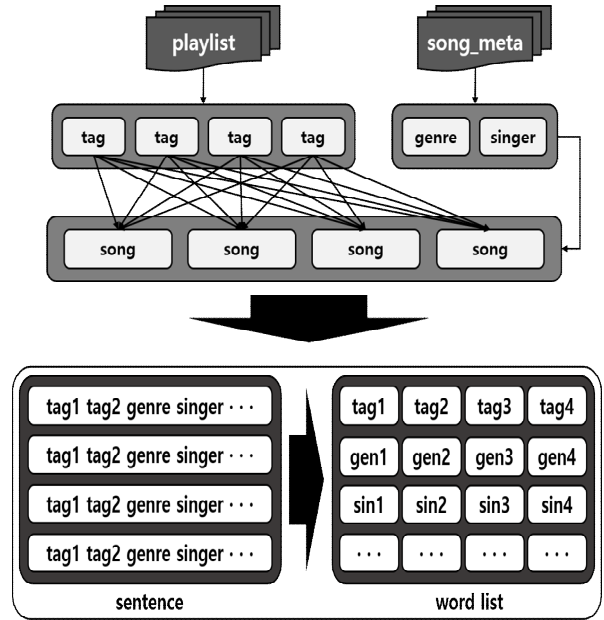 playlist song_meta
tag tag tag tag genre singer
song song song song
tag1 tag2 genre singer · · · tag1 tag2 tag3 tag4
tag1 tag2 genre singer · · · gen1 gen2 gen3 gen4
tag1 tag2 genre singer · · · sin1 sin2 sin3 sin4
tag1 tag2 genre singer · · · · · · · · · · · · · · ·
sentence word list